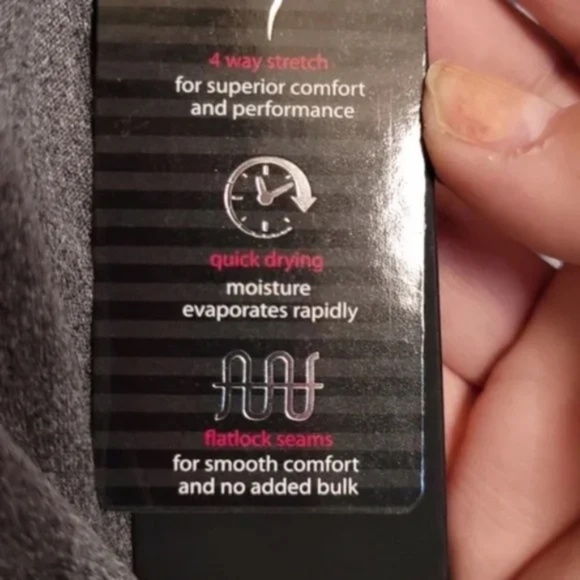 4 way stretch
for superior comfort
and performance
quick drying
moisture
evaporates rapidly
flatlock seams
for smooth comfort
and no added bulk